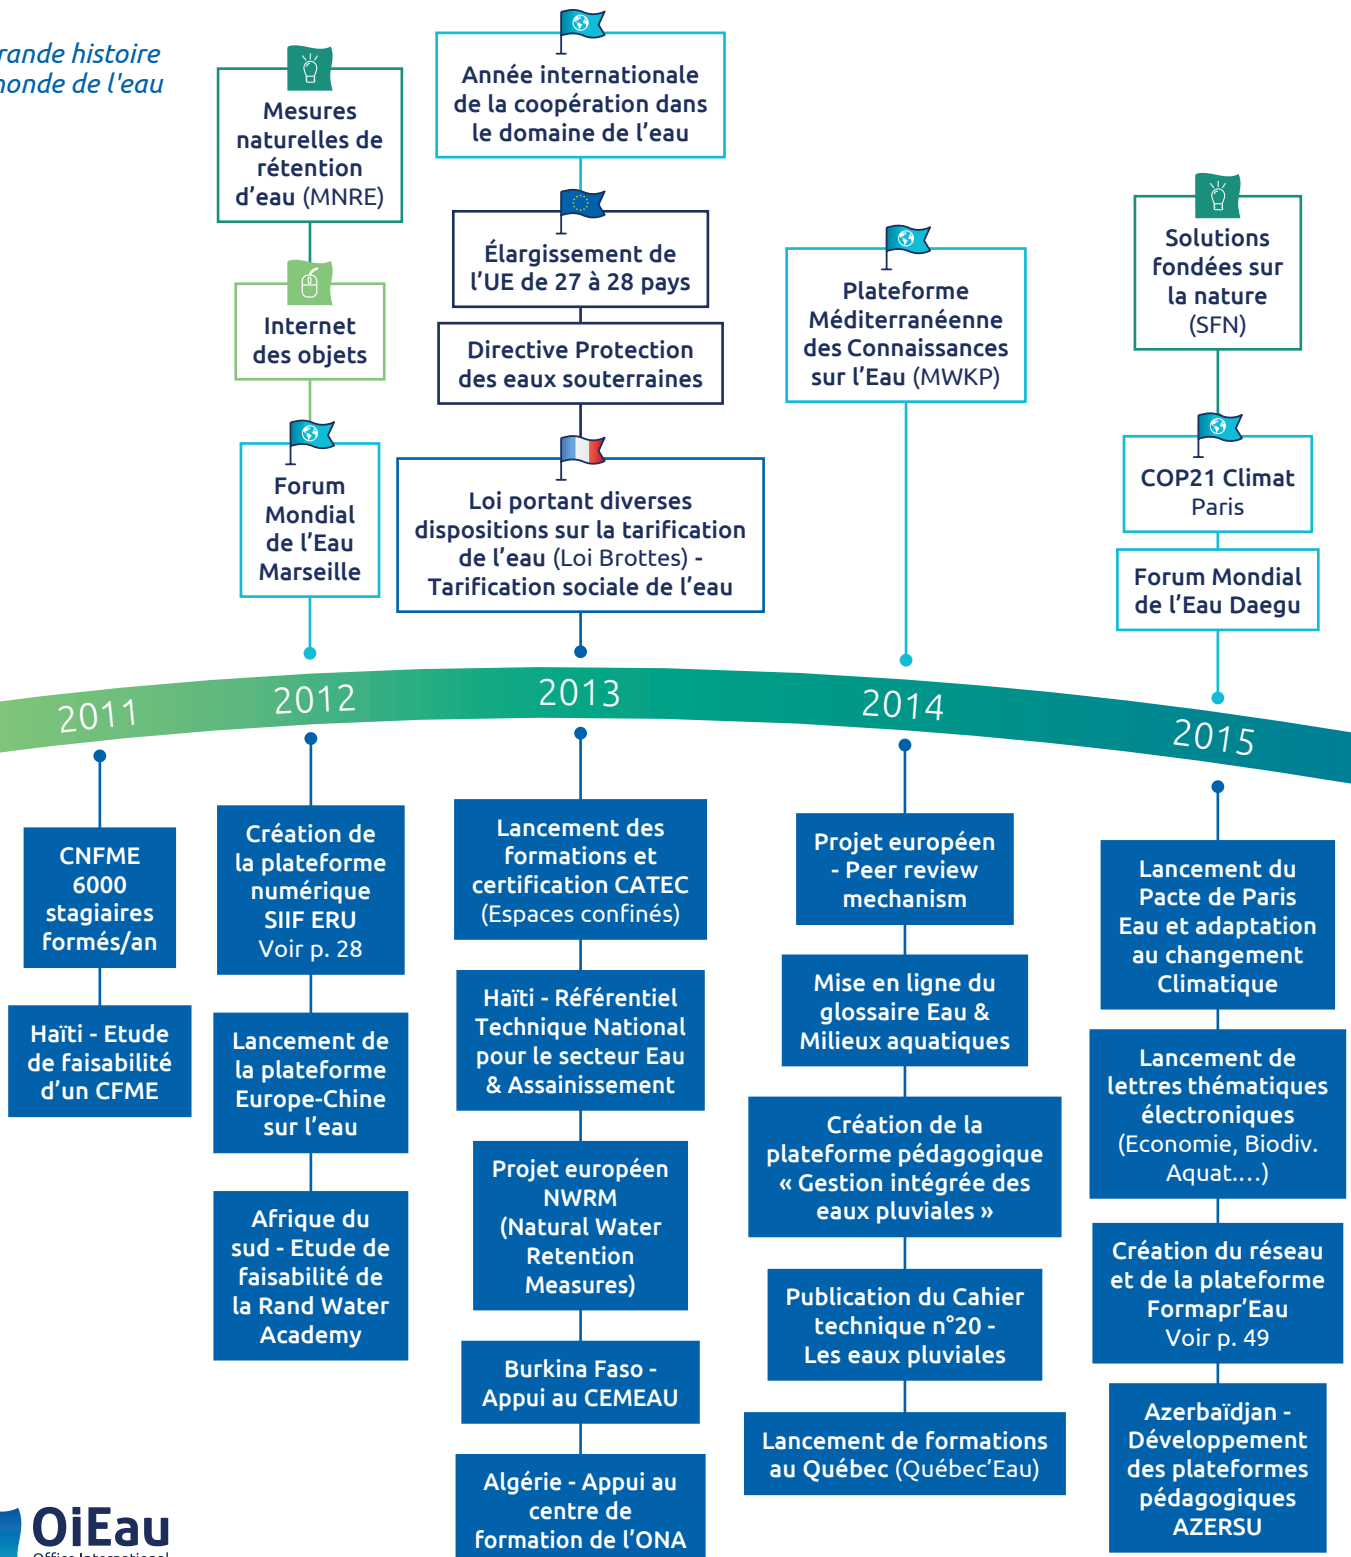 rande histoire
monde de l'eau
Mesures
naturelles de
rétention
d'eau (MNRE)
Internet
des objets
Forum
Mondial
de l'Eau
Marseille
Année internationale
de la coopération dans
le domaine de l'eau
Élargissement de
l'UE de 27 à 28 pays
Directive Protection
des eaux souterraines
Loi portant diverses
dispositions sur la tarification
de l'eau (Loi Brottes) -
Tarification sociale de l'eau
Plateforme
Méditerranéenne
des Connaissances
sur l'Eau (MWKP)
Solutions
fondées sur
la nature
(SFN)
COP21 Climat
Paris
Forum Mondial
de l'Eau Daegu
2011
2012
2013
2014
2015
CNFME
6000
stagiaires
formés/an
Haïti - Etude
de faisabilité
d'un CFME
Création de
la plateforme
numérique
SIIF ERU
Voir p. 28
Lancement de
la plateforme
Europe-Chine
sur l'eau
Afrique du
sud - Etude de
faisabilité de
la Rand Water
Academy
Lancement des
formations et
certification CATEC
(Espaces confinés)
Haïti - Référentiel
Technique National
pour le secteur Eau
& Assainissement
Projet européen
NWRM
(Natural Water
Retention
Measures)
Burkina Faso -
Appui au CEMEAU
Algérie - Appui au
centre de
formation de l'ONA
Projet européen
- Peer review
mechanism
Mise en ligne du
glossaire Eau &
Milieux aquatiques
Création de la
plateforme pédagogique
« Gestion intégrée des
eaux pluviales »
Publication du Cahier
technique n°20 -
Les eaux pluviales
Lancement de formations
au Québec (Québec'Eau)
Lancement du
Pacte de Paris
Eau et adaptation
au changement
Climatique
Lancement de
lettres thématiques
électroniques
(Economie, Biodiv.
Aquat.…)
Création du réseau
et de la plateforme
Formapr'Eau
Voir p. 49
Azerbaïdjan -
Développement
des plateformes
pédagogiques
AZERSU
OiEau
Office International